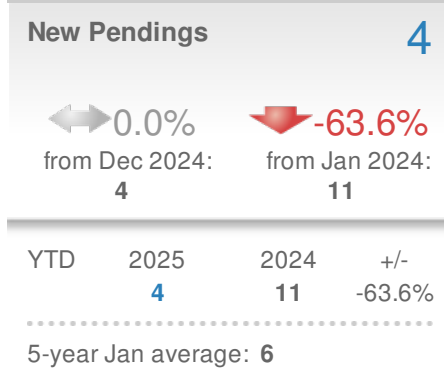 New Pendings 4
0.0% -63.6%
from Dec 2024: from Jan 2024:
4 11
YTD 2025 2024 +/-
4 11 -63.6%
5-year Jan average: 6